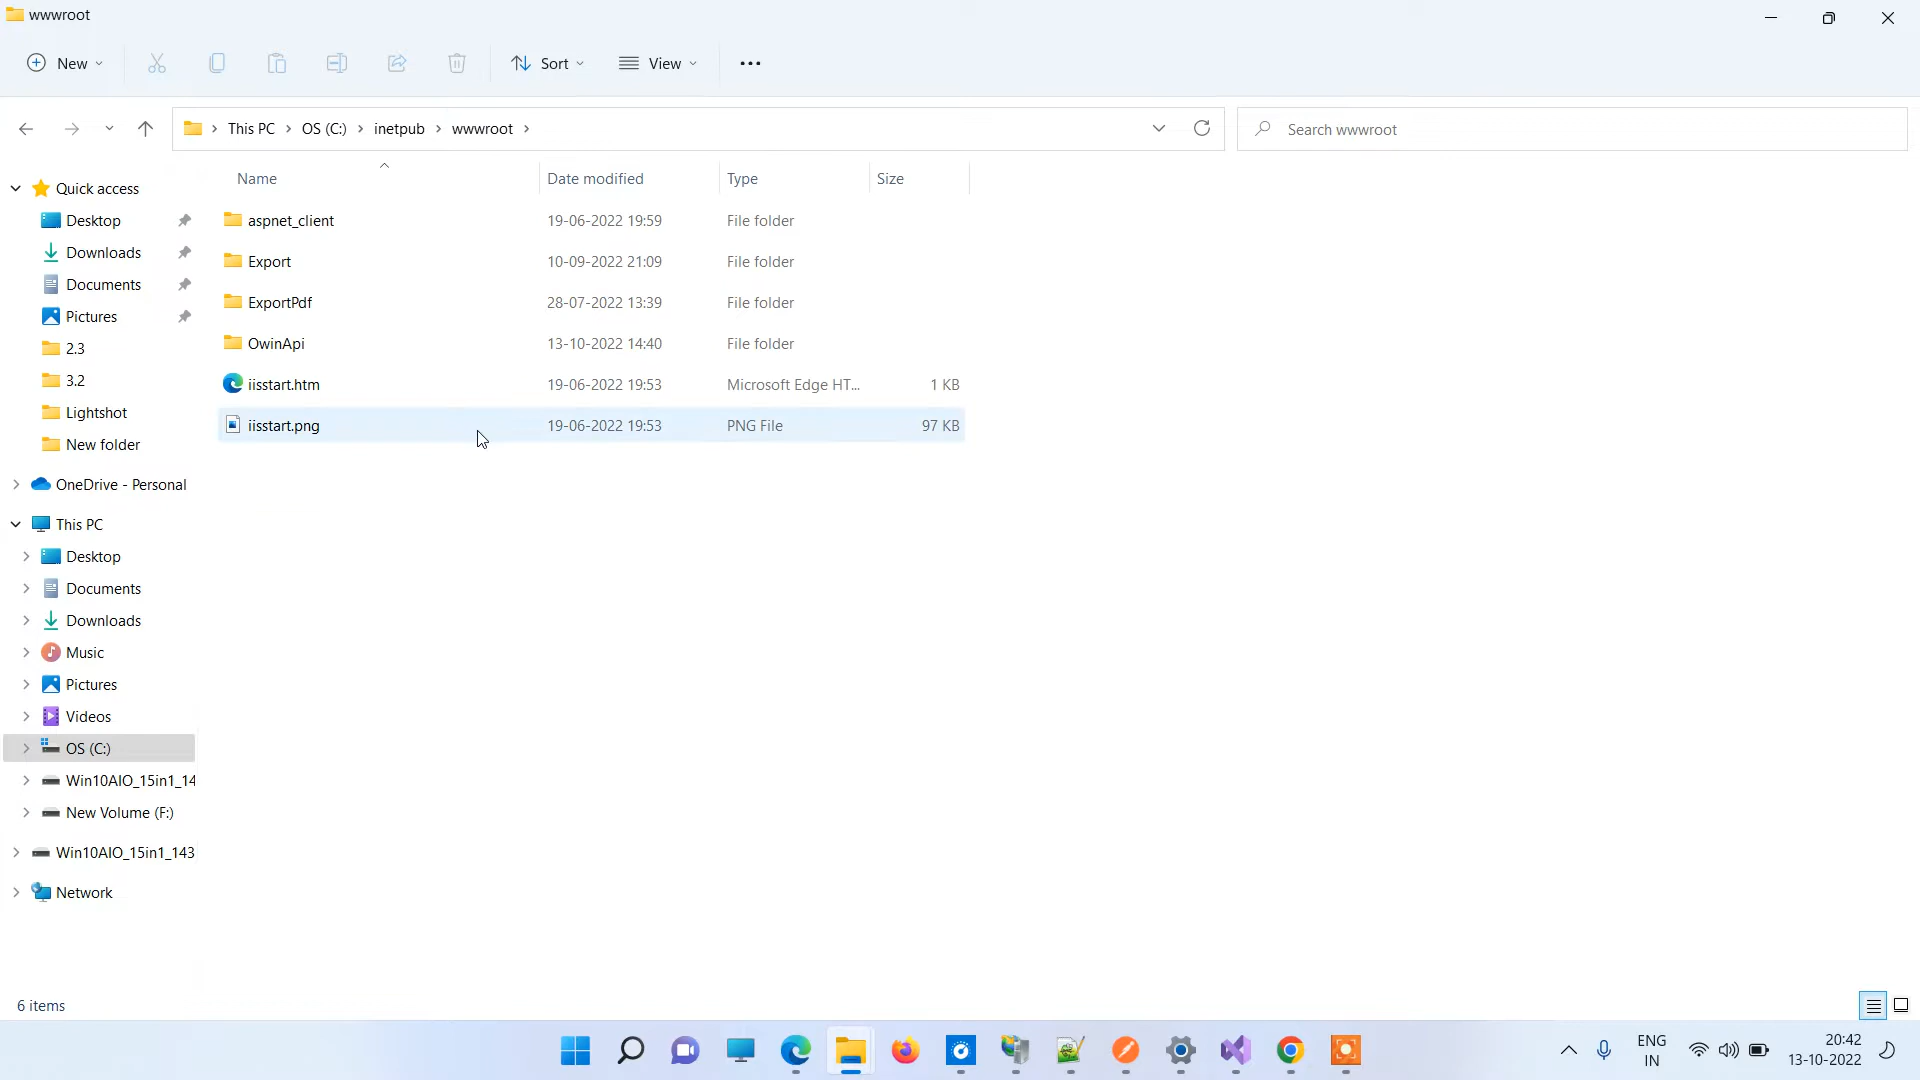 wwwroot
New
Sort
View
This PC
OS (C:)
inetpub
wwwroot
Search wwwroot
Name
Date modified
Type
Size
aspnet_client 19-06-2022 19:59 File folder
Export 10-09-2022 21:09 File folder
ExportPdf 28-07-2022 13:39 File folder
OwinApi 13-10-2022 14:40 File folder
iisstart.htm 19-06-2022 19:53 Microsoft Edge HT... 1 KB
iisstart.png 19-06-2022 19:53 PNG File 97 KB
Quick access
Desktop
Downloads
Documents
Pictures
2.3
3.2
Lightshot
New folder
OneDrive - Personal
This PC
Desktop
Documents
Downloads
Music
Pictures
Videos
OS (C:)
Win10AIO_15in1_14
New Volume (F:)
Win10AIO_15in1_143
Network
6 items
ENG
IN
20:42
13-10-2022